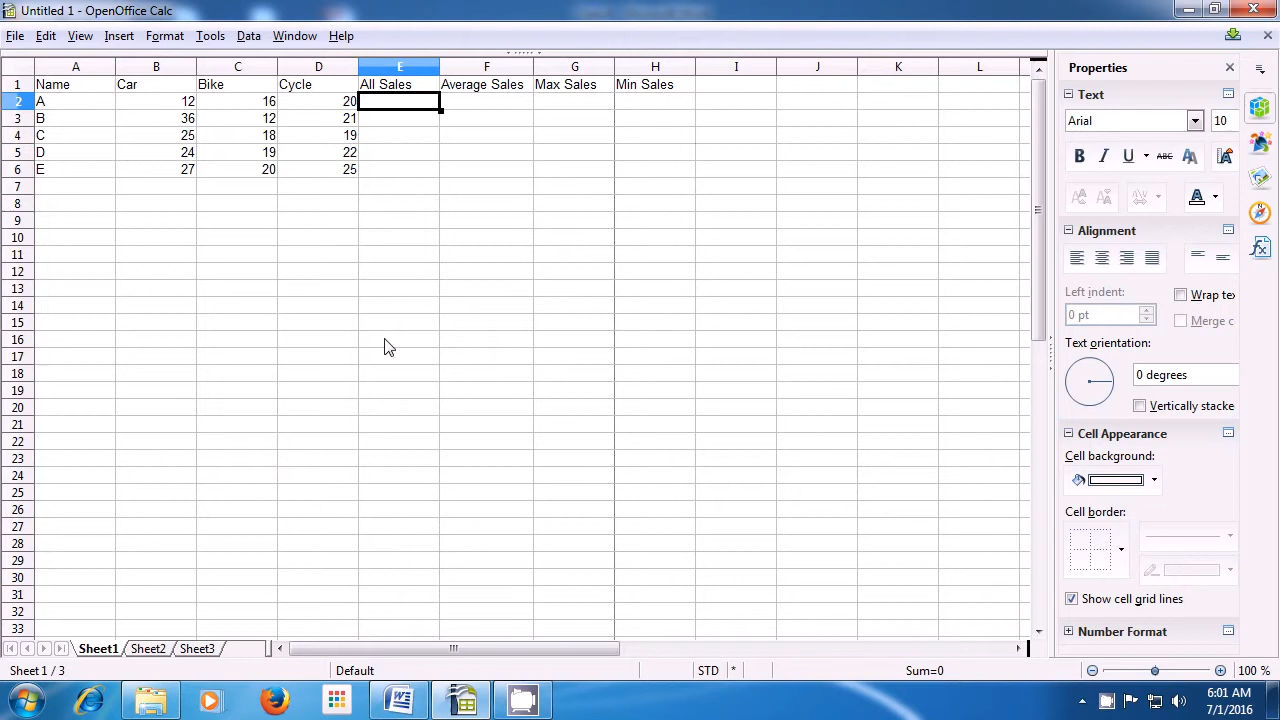 Untitled 1 - OpenOffice Calc
File Edit View Insert Format Tools Data Window Help
A B C D E F G H I J K L
1 Name Car Bike Cycle All Sales Average Sales Max Sales Min Sales
2 A 12 16 20
3 B 36 12 21
4 C 25 18 19
5 D 24 19 22
6 E 27 20 25
7
8
9
10
11
12
13
14
15
16
17
18
19
20
21
22
23
24
25
26
27
28
29
30
31
32
33
Properties
Text
Arial 10
B I U ABC A A
A A AV A
Alignment
Left indent:
Wrap te
0 pt
Merge c
Text orientation:
0 degrees
Vertically stacke
Cell Appearance
Cell background:
Cell border:
Show cell grid lines
Number Format
Sheet1 Sheet2 Sheet3
Sheet 1 / 3 Default STD * Sum=0 100 %
6:01 AM
7/1/2016